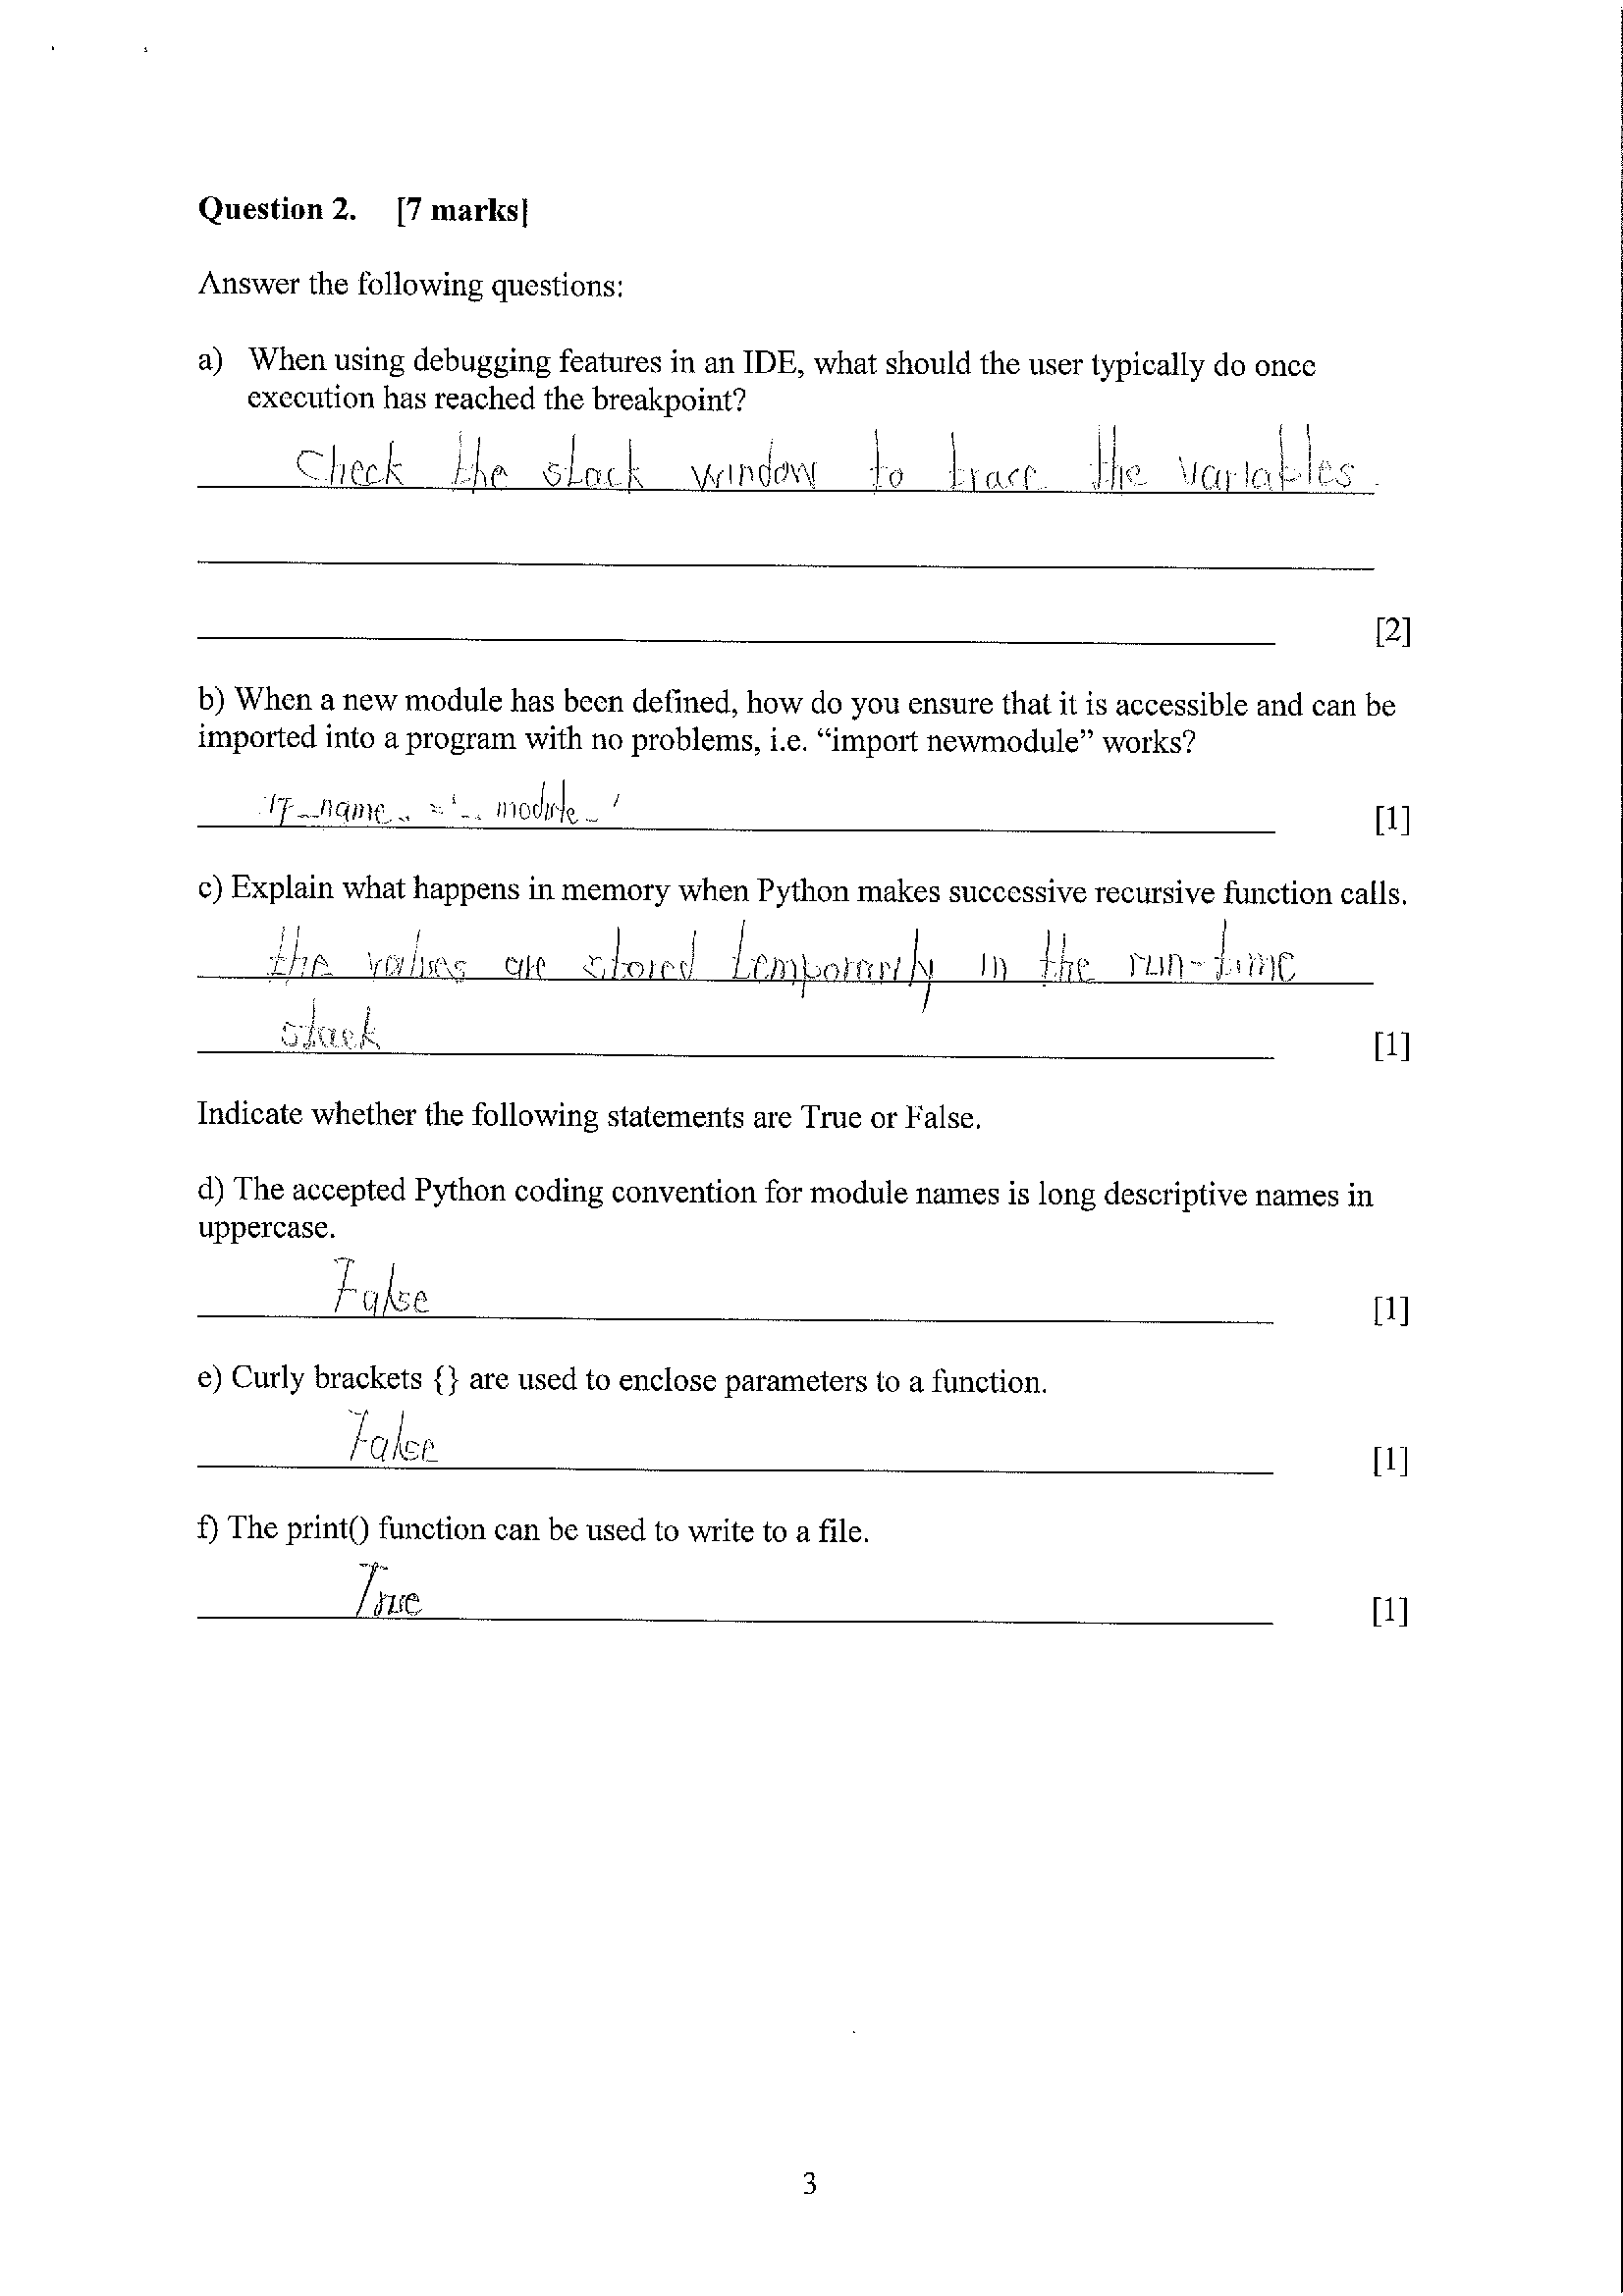 Question 2. [7 marks]
Answer the following questions:
a) When using debugging features in an IDE, what should the user typically do once
execution has reached the breakpoint?
Check the stack window to trace the variables.
[2]
b) When a new module has been defined, how do you ensure that it is accessible and can be
imported into a program with no problems, i.e. “import newmodule” works?
if __name__ = '__module_'
[1]
c) Explain what happens in memory when Python makes successive recursive function calls.
the values are stored temporarily in the run-time
stack
[1]
Indicate whether the following statements are True or False.
d) The accepted Python coding convention for module names is long descriptive names in
uppercase.
False
[1]
e) Curly brackets {} are used to enclose parameters to a function.
False
[1]
f) The print() function can be used to write to a file.
True
[1]
3